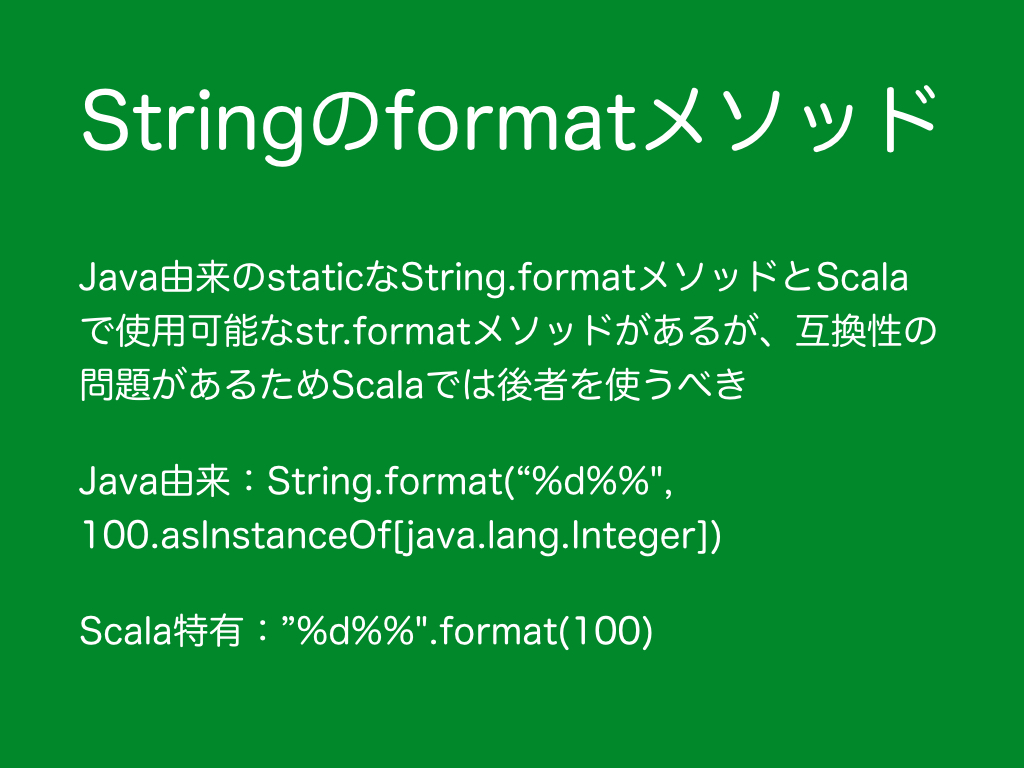 Stringのformatメソッド
Java由来のstaticなString.formatメソッドとScala
で使用可能なstr.formatメソッドがあるが、互換性の
問題があるためScalaでは後者を使うべき
Java由来：String.format(“%d%%",
100.asInstanceOf[java.lang.Integer])
Scala特有：”%d%%".format(100)